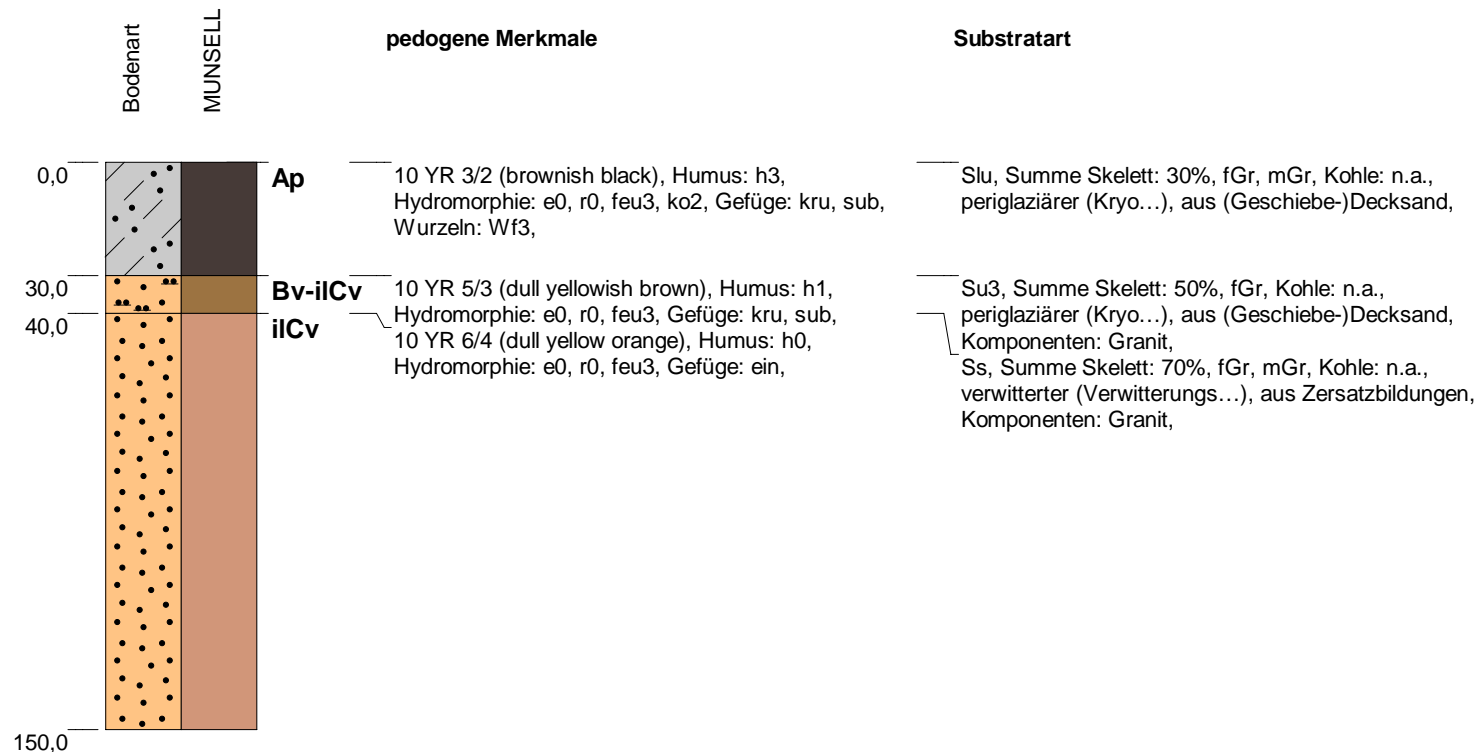 Bodenart
MUNSELL
pedogene Merkmale
Substratart
0,0
Ap
10 YR 3/2 (brownish black), Humus: h3,
Hydromorphie: e0, r0, feu3, ko2, Gefüge: kru, sub,
Wurzeln: Wf3,
Slu, Summe Skelett: 30%, fGr, mGr, Kohle: n.a.,
periglaziärer (Kryo…), aus (Geschiebe-)Decksand,
30,0
Bv-ilCv
10 YR 5/3 (dull yellowish brown), Humus: h1,
Hydromorphie: e0, r0, feu3, Gefüge: kru, sub,
Su3, Summe Skelett: 50%, fGr, Kohle: n.a.,
periglaziärer (Kryo…), aus (Geschiebe-)Decksand,
Komponenten: Granit,
40,0
ilCv
10 YR 6/4 (dull yellow orange), Humus: h0,
Hydromorphie: e0, r0, feu3, Gefüge: ein,
Ss, Summe Skelett: 70%, fGr, mGr, Kohle: n.a.,
verwitterter (Verwitterungs…), aus Zersatzbildungen,
Komponenten: Granit,
150,0